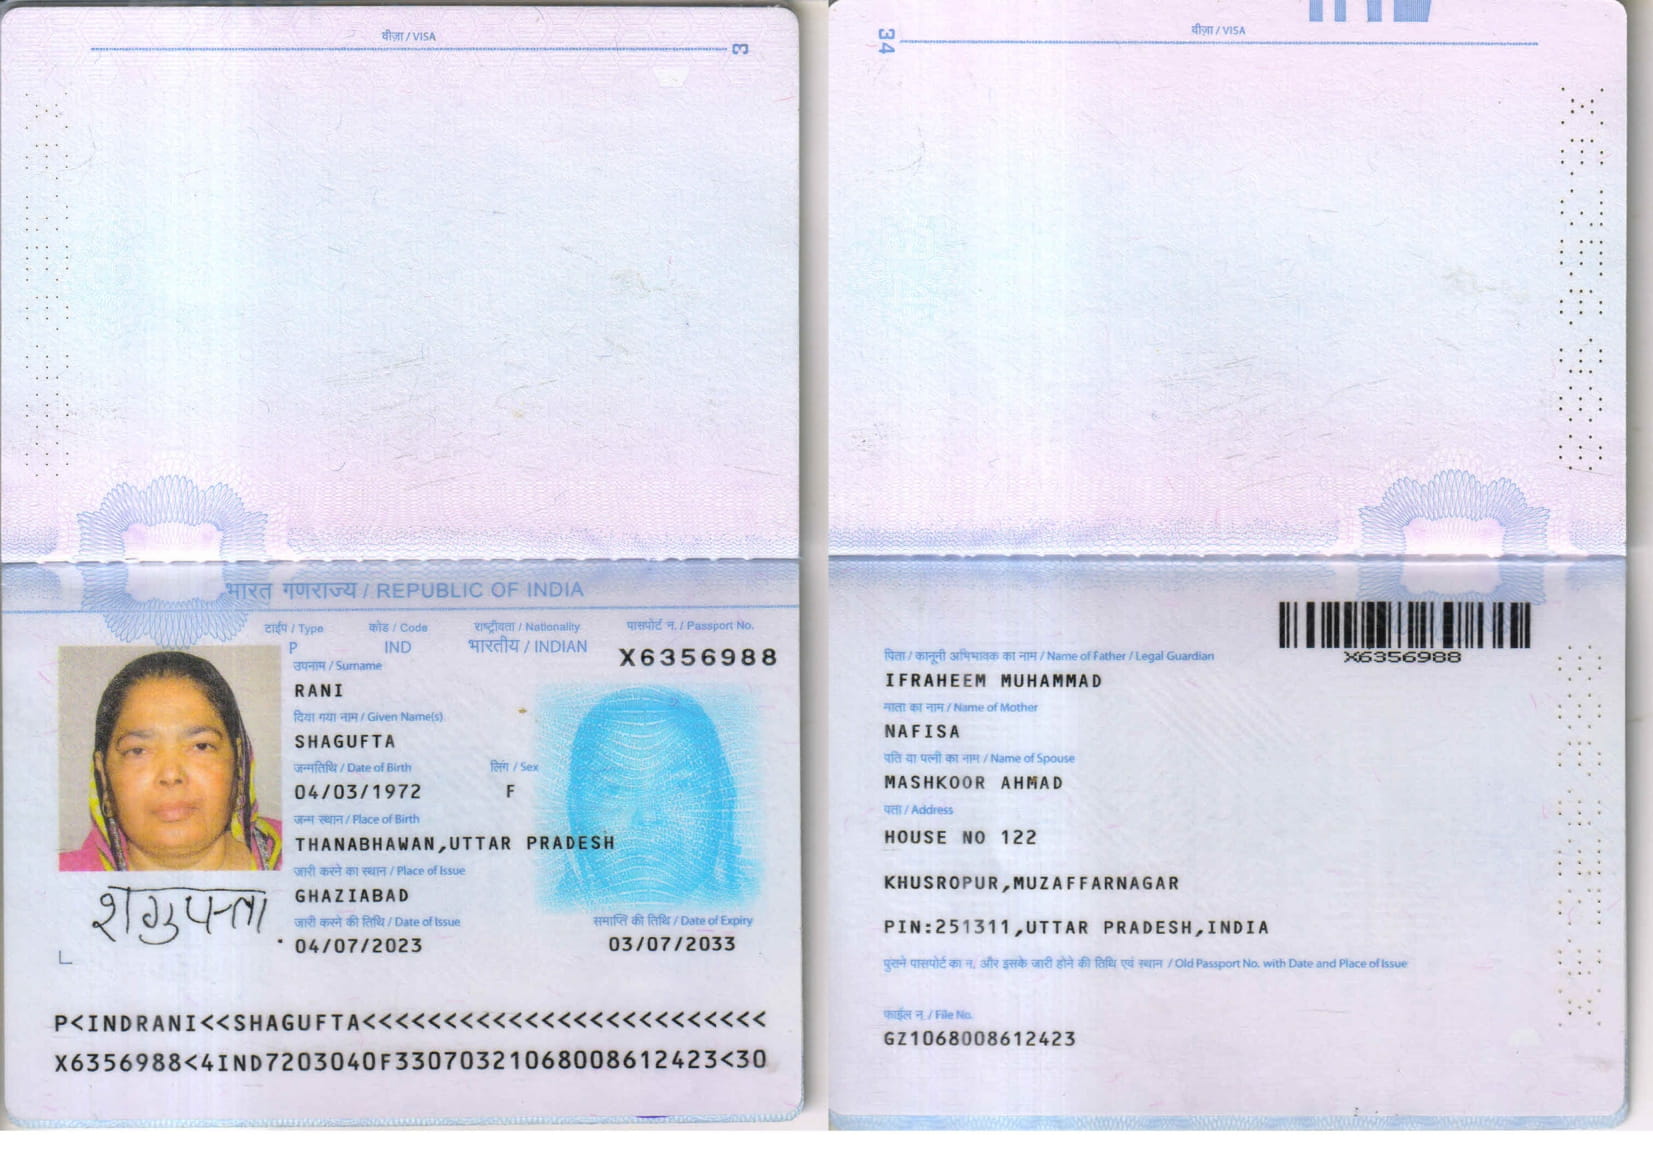 वीज़ा / VISA
3
भारत गणराज्य / REPUBLIC OF INDIA
टाईप / Type कोड / Code राष्ट्रीयता / Nationality पासपोर्ट न. / Passport No.
P IND भारतीय / INDIAN X6356988
उपनाम / Surname
RANI
दिया गया नाम / Given Name(s)
SHAGUFTA
जन्मतिथि / Date of Birth लिंग / Sex
04/03/1972 F
जन्म स्थान / Place of Birth
THANABHAWAN,UTTAR PRADESH
जारी करने का स्थान / Place of Issue
GHAZIABAD
शगुफ्ता
जारी करने की तिथि / Date of Issue समाप्ति की तिथि / Date of Expiry
04/07/2023 03/07/2033
P<INDRANI<<SHAGUFTA<<<<<<<<<<<<<<<<<<<<<<<<<
X6356988<4IND7203040F33070321068008612423<30
34
वीज़ा / VISA
X6356988
पिता / कानूनी अभिभावक का नाम / Name of Father / Legal Guardian
IFRAHEEM MUHAMMAD
माता का नाम / Name of Mother
NAFISA
पति या पत्नी का नाम / Name of Spouse
MASHKOOR AHMAD
पता / Address
HOUSE NO 122
KHUSROPUR,MUZAFFARNAGAR
PIN:251311,UTTAR PRADESH,INDIA
पुराने पासपोर्ट का न. और इसके जारी होने की तिथि एवं स्थान / Old Passport No. with Date and Place of Issue
फाईल न. / File No.
GZ1068008612423